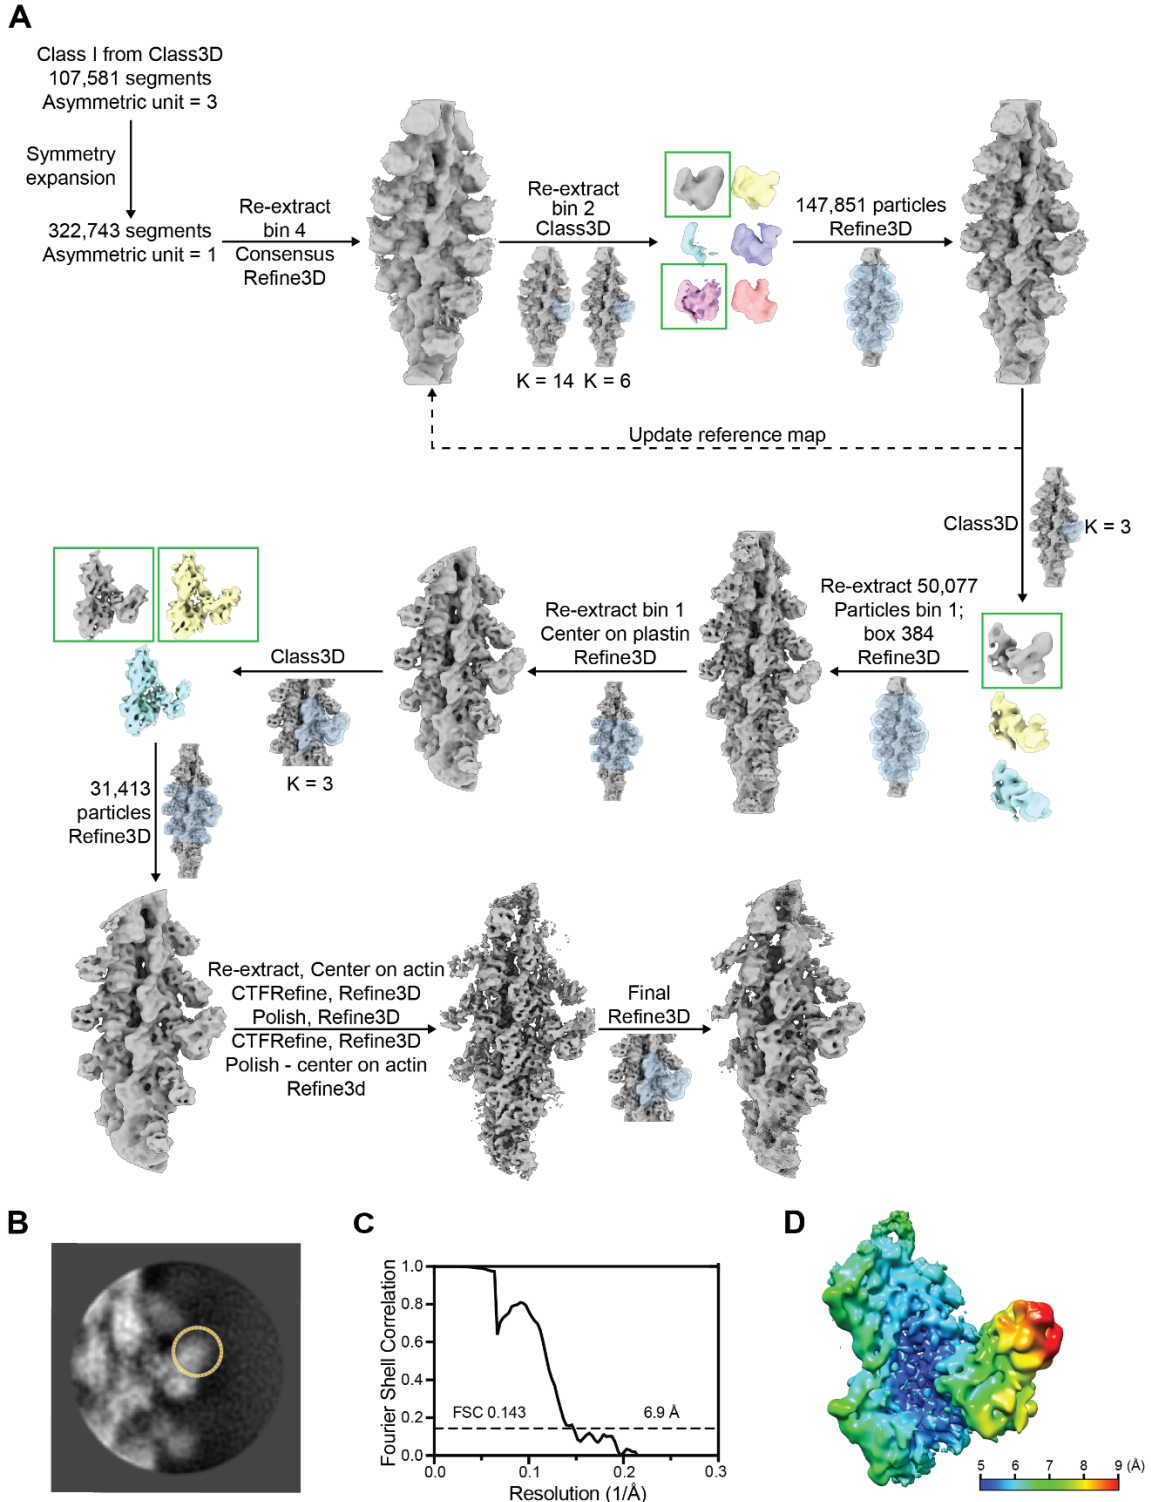 A
Class I from Class3D
107,581 segments
Asymmetric unit = 3
Symmetry
expansion
322,743 segments
Asymmetric unit = 1
Re-extract
bin 4
Consensus
Refine3D
Re-extract
bin 2
Class3D
K = 14 K = 6
147,851 particles
Refine3D
Update reference map
Class3D
K = 3
Re-extract 50,077
Particles bin 1;
box 384
Refine3D
Re-extract bin 1
Center on plastin
Refine3D
Class3D
K = 3
31,413
particles
Refine3D
Re-extract, Center on actin
CTFRefine, Refine3D
Polish, Refine3D
CTFRefine, Refine3D
Polish - center on actin
Refine3d
Final
Refine3D
B
C
Fourier Shell Correlation
1.0
0.8
0.6
0.4
0.2
0.0
FSC 0.143
6.9 Å
0.0 0.1 0.2 0.3
Resolution (1/Å)
D
5 6 7 8 9 (Å)